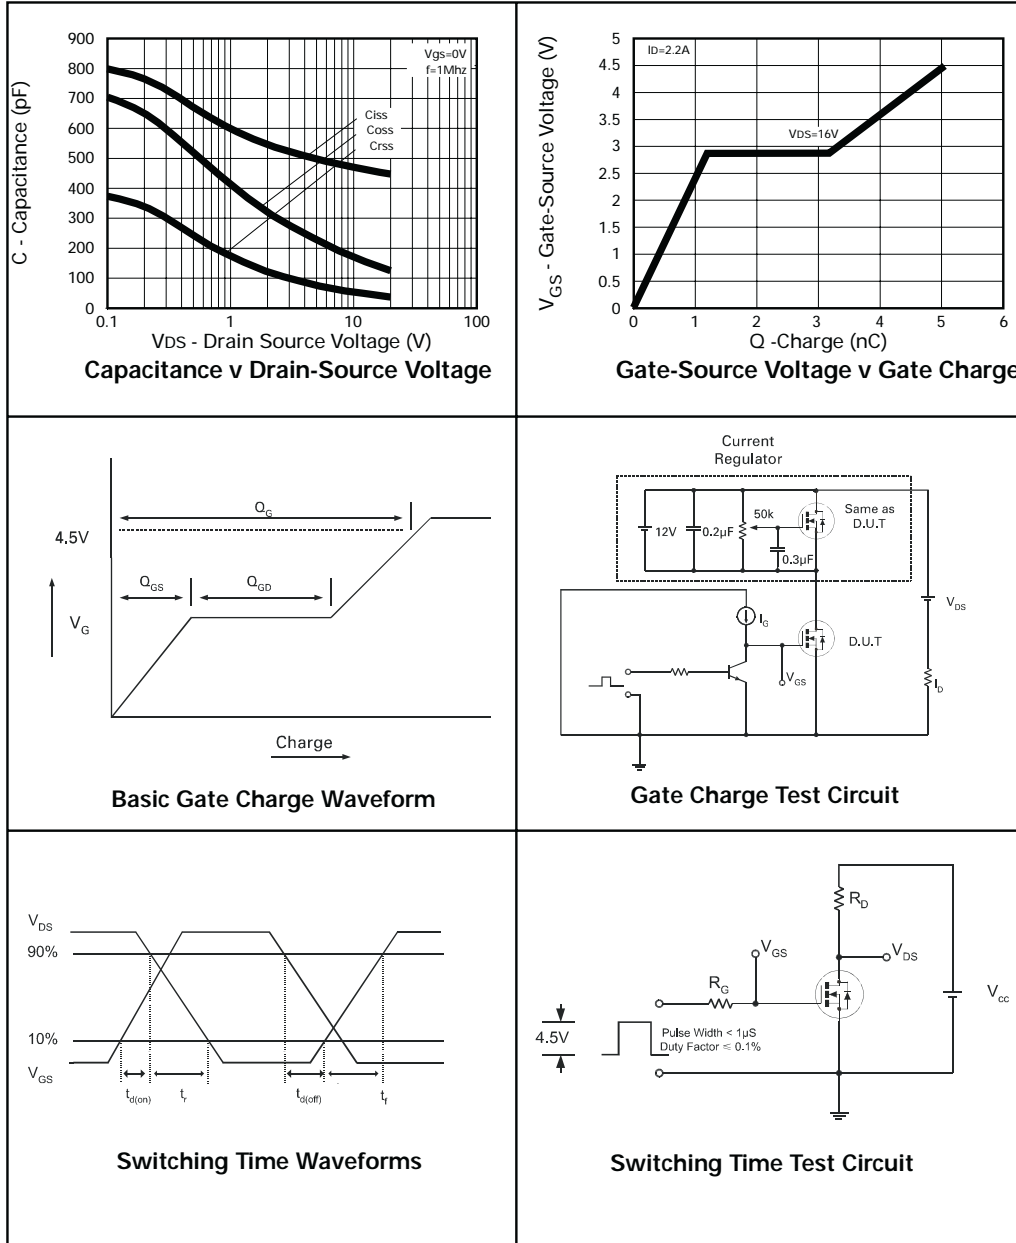 900
800
700
600
500
400
300
200
100
0
C - Capacitance (pF)
Vgs=0V
f=1Mhz
Ciss
Coss
Crss
0.1
1
10
100
VDS - Drain Source Voltage (V)
Capacitance v Drain-Source Voltage
5
4.5
4
3.5
3
2.5
2
1.5
1
0.5
0
VGS - Gate-Source Voltage (V)
ID=2.2A
VDS=16V
0
1
2
3
4
5
6
Q -Charge (nC)
Gate-Source Voltage v Gate Charge
QG
4.5V
QGS
QGD
VG
Charge
Basic Gate Charge Waveform
Current
Regulator
12V
0.2µF
50k
0.3µF
Same as
D.U.T
IG
VDS
D.U.T
VGS
ID
Gate Charge Test Circuit
VDS
90%
10%
VGS
td(on)
tr
td(off)
tf
Switching Time Waveforms
RD
VGS
VDS
RG
Vcc
4.5V
Pulse Width < 1µS
Duty Factor ≤ 0.1%
Switching Time Test Circuit